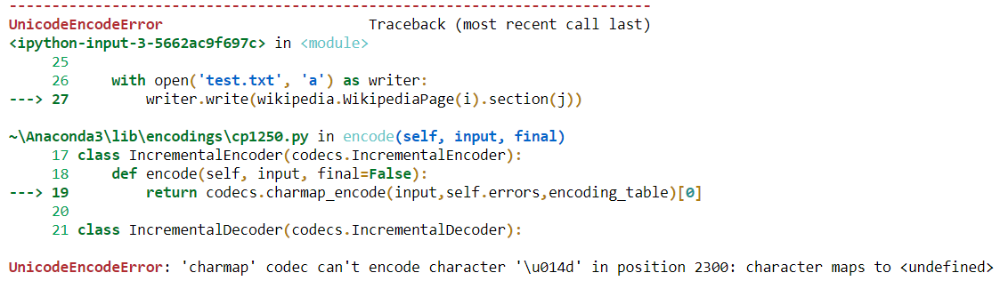 ---------------------------------------------------------------------------
UnicodeEncodeError                        Traceback (most recent call last)
<ipython-input-3-5662ac9f697c> in <module>
     25
     26     with open('test.txt', 'a') as writer:
---> 27         writer.write(wikipedia.WikipediaPage(i).section(j))

~\Anaconda3\lib\encodings\cp1250.py in encode(self, input, final)
     17 class IncrementalEncoder(codecs.IncrementalEncoder):
     18     def encode(self, input, final=False):
---> 19         return codecs.charmap_encode(input,self.errors,encoding_table)[0]
     20
     21 class IncrementalDecoder(codecs.IncrementalDecoder):

UnicodeEncodeError: 'charmap' codec can't encode character '\u014d' in position 2300: character maps to <undefined>